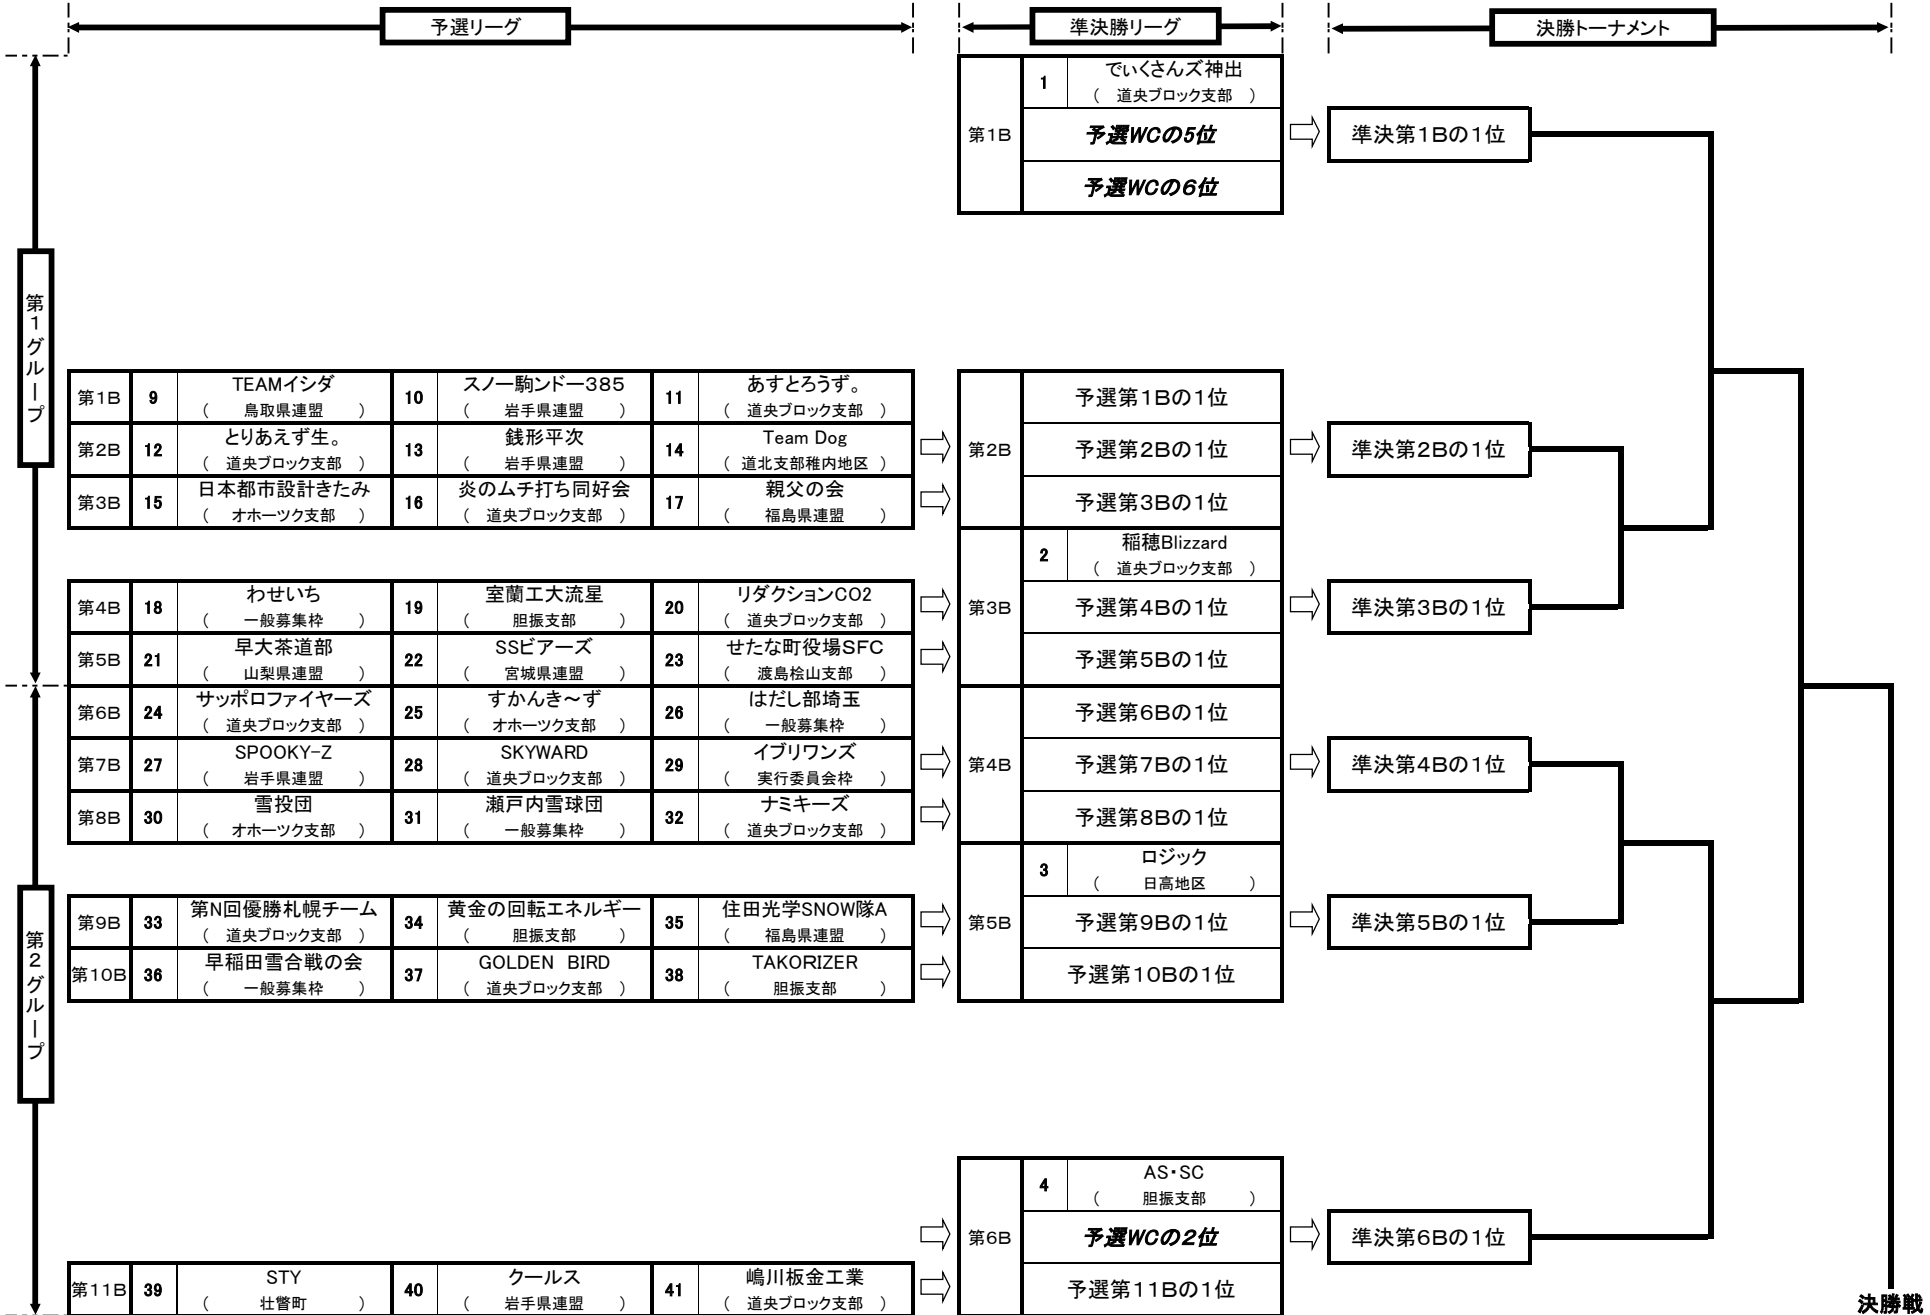 予選リーグ
準決勝リーグ
決勝トーナメント
第1グループ
第1B
1 でぃくさんズ神出
（ 道央ブロック支部 ）
予選WCの5位
予選WCの6位
準決第1Bの1位
第1B 9 TEAMイシダ 10 スノー駒ンドー385 11 あすとろうず。
（ 鳥取県連盟 ） （ 岩手県連盟 ） （ 道央ブロック支部 ）
第2B 12 とりあえず生。 13 銭形平次 14 Team Dog
（ 道央ブロック支部 ） （ 岩手県連盟 ） （ 道北支部稚内地区 ）
第3B 15 日本都市設計きたみ 16 炎のムチ打ち同好会 17 親父の会
（ オホーツク支部 ） （ 道央ブロック支部 ） （ 福島県連盟 ）
第2B
予選第1Bの1位
予選第2Bの1位
予選第3Bの1位
準決第2Bの1位
第4B 18 わせいち 19 室蘭工大流星 20 リダクションCO2
（ 一般募集枠 ） （ 胆振支部 ） （ 道央ブロック支部 ）
第5B 21 早大茶道部 22 SSビアーズ 23 せたな町役場SFC
（ 山梨県連盟 ） （ 宮城県連盟 ） （ 渡島桧山支部 ）
第3B
2 稲穂Blizzard
（ 道央ブロック支部 ）
予選第4Bの1位
予選第5Bの1位
準決第3Bの1位
第2グループ
第6B 24 サッポロファイヤーズ 25 すかんき～ず 26 はだし部埼玉
（ 道央ブロック支部 ） （ オホーツク支部 ） （ 一般募集枠 ）
第7B 27 SPOOKY-Z 28 SKYWARD 29 イブリワンズ
（ 岩手県連盟 ） （ 道央ブロック支部 ） （ 実行委員会枠 ）
第8B 30 雪投団 31 瀬戸内雪球団 32 ナミキーズ
（ オホーツク支部 ） （ 一般募集枠 ） （ 道央ブロック支部 ）
第4B
予選第6Bの1位
予選第7Bの1位
予選第8Bの1位
準決第4Bの1位
第9B 33 第N回優勝札幌チーム 34 黄金の回転エネルギー 35 住田光学SNOW隊A
（ 道央ブロック支部 ） （ 胆振支部 ） （ 福島県連盟 ）
第10B 36 早稲田雪合戦の会 37 GOLDEN BIRD 38 TAKORIZER
（ 一般募集枠 ） （ 道央ブロック支部 ） （ 胆振支部 ）
第5B
3 ロジック
（ 日高地区 ）
予選第9Bの1位
予選第10Bの1位
準決第5Bの1位
第6B
4 AS・SC
（ 胆振支部 ）
予選WCの2位
予選第11Bの1位
準決第6Bの1位
第11B 39 STY 40 クールス 41 嶋川板金工業
（ 壮瞥町 ） （ 岩手県連盟 ） （ 道央ブロック支部 ）
決勝戦